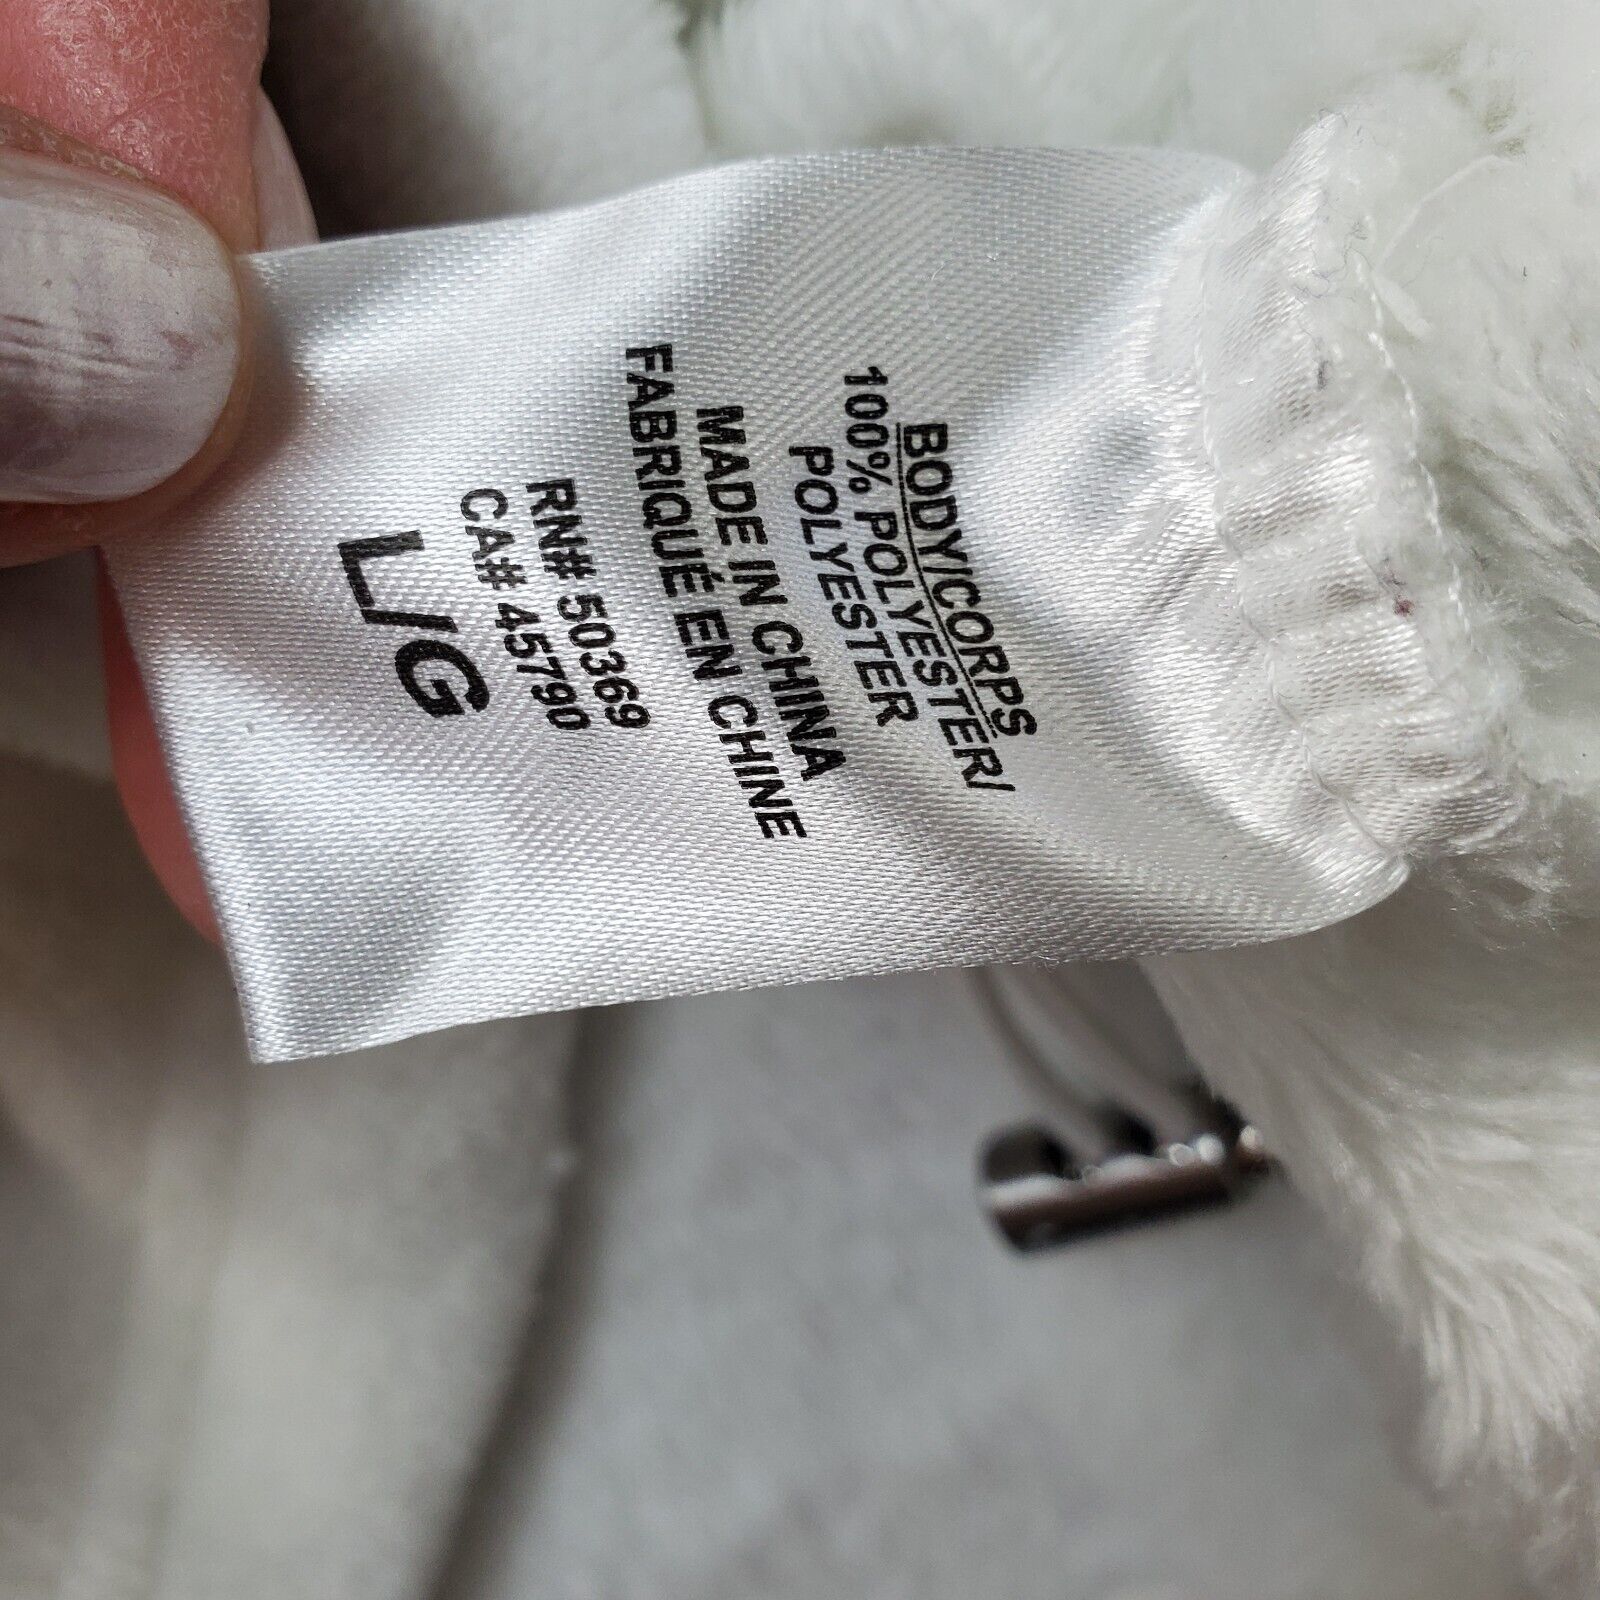 BODY/CORPS
100% POLYESTER/
POLYESTER
MADE IN CHINA
FABRIQUÉ EN CHINE
RN# 50369
CA# 45790
L/G